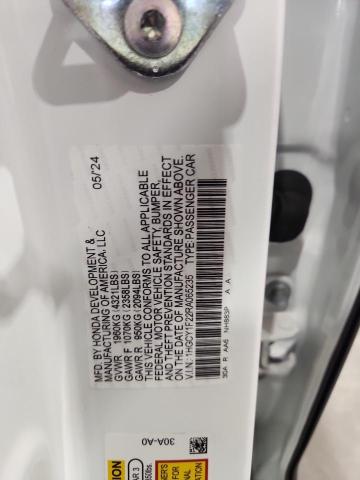 MFD. BY HONDA DEVELOPMENT & 05/24
MANUFACTURING OF AMERICA, LLC
GVWR 1960KG (4321LBS)
GAWR F 1070KG (2358LBS)
GAWR R 950KG (2094LBS)
THIS VEHICLE CONFORMS TO ALL APPLICABLE
FEDERAL MOTOR VEHICLE SAFETY, BUMPER,
AND THEFT PREVENTION STANDARDS IN EFFECT
ON THE DATE OF MANUFACTURE SHOWN ABOVE.
V.I.N.: 1HGCY1F22RA065235 TYPE:PASSENGER CAR
3DA R AA6 NH883P A A
30A-A0